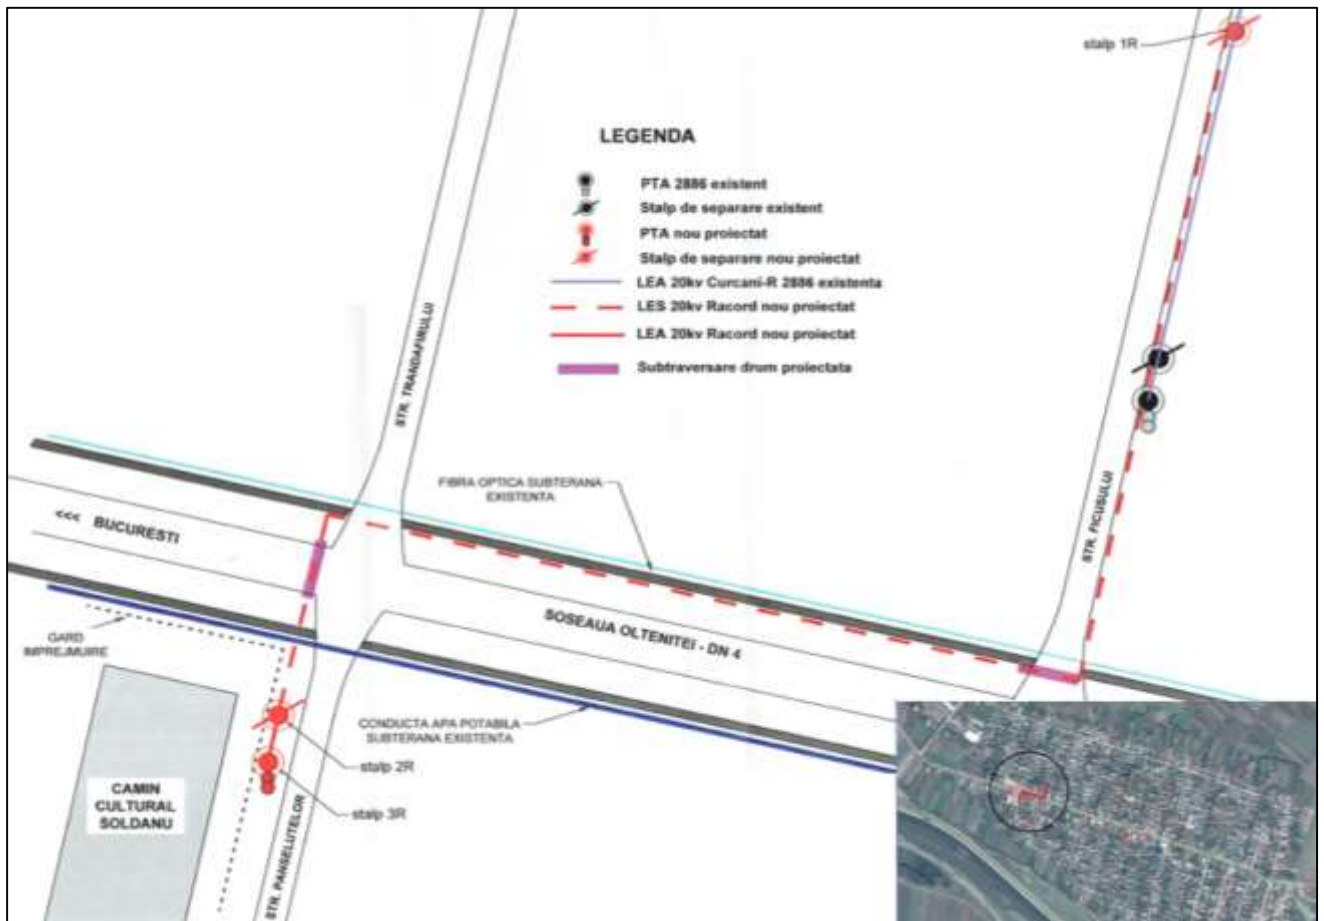 stalp 1R
LEGENDA
PTA 2886 existent
Stalp de separare existent
PTA nou proiectat
Stalp de separare nou proiectat
LEA 20kv Curcani-R 2886 existenta
LES 20kv Racord nou proiectat
LEA 20kv Racord nou proiectat
Subtraversare drum proiectata
STR. TRANDAFIRULUI
FIBRA OPTICA SUBTERANA
EXISTENTA
STR. FICUSULUI
<<< BUCURESTI
SOSEAUA OLTENITEI - DN 4
GARD
IMPREJMUIRE
CONDUCTA APA POTABILA
SUBTERANA EXISTENTA
stalp 2R
CAMIN
CULTURAL
SOLDANU
stalp 3R
STR. PANSELUTELOR